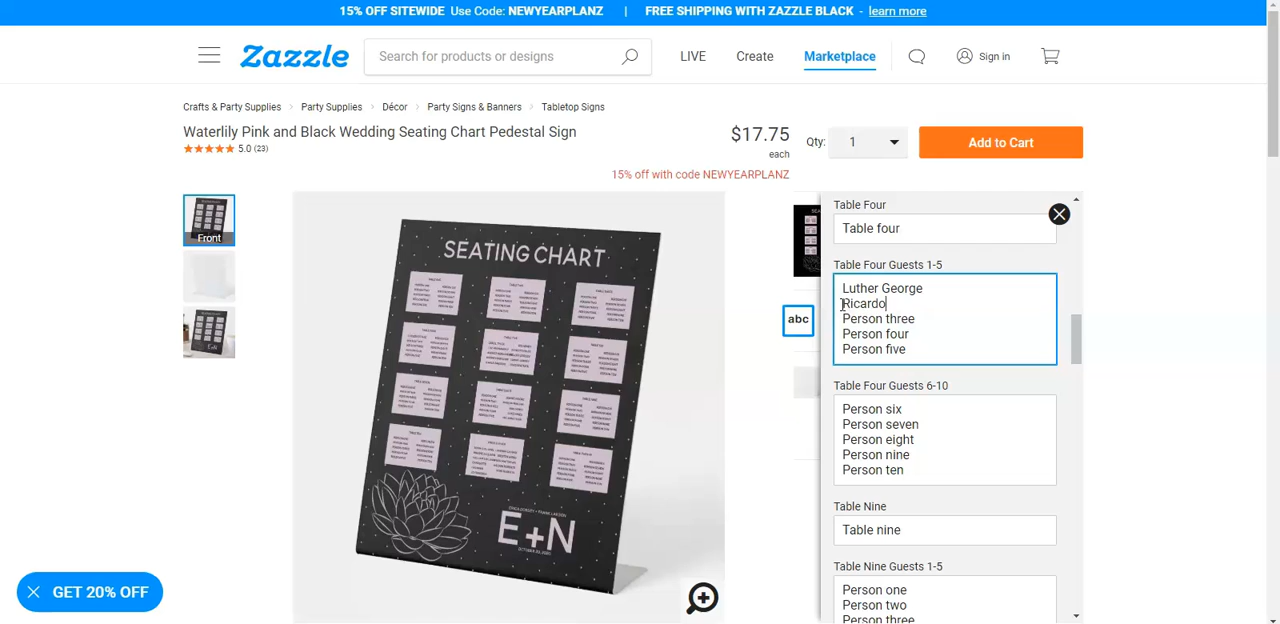 15% OFF SITEWIDE Use Code: NEWYEARPLANZ | FREE SHIPPING WITH ZAZZLE BLACK - learn more
Zazzle
Search for products or designs
LIVE
Create
Marketplace
Sign in
Crafts & Party Supplies
Party Supplies
Décor
Party Signs & Banners
Tabletop Signs
Waterlily Pink and Black Wedding Seating Chart Pedestal Sign
5.0 (23)
$17.75
each
Qty:
1
Add to Cart
15% off with code NEWYEARPLANZ
Front
E+N
SEATING CHART
E+N
abc
Table Four
Table four
Table Four Guests 1-5
Luther George
Ricardo
Person three
Person four
Person five
Table Four Guests 6-10
Person six
Person seven
Person eight
Person nine
Person ten
Table Nine
Table nine
Table Nine Guests 1-5
Person one
Person two
Person three
GET 20% OFF